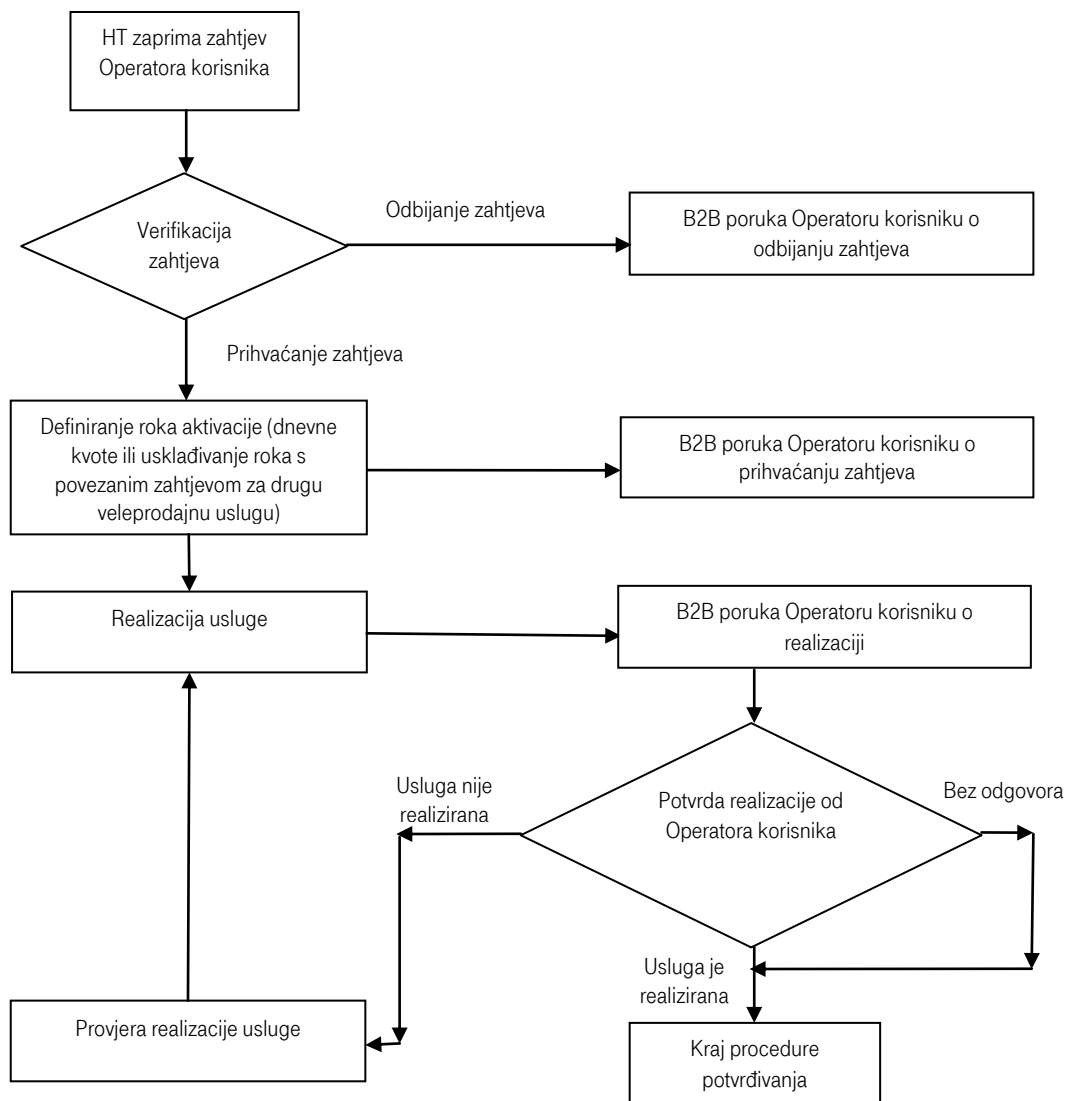 HT zaprima zahtjev
Operatora korisnika
Verifikacija
zahtjeva
Odbijanje zahtjeva
B2B poruka Operatoru korisniku o
odbijanju zahtjeva
Prihvaćanje zahtjeva
Definiranje roka aktivacije (dnevne
kvote ili usklađivanje roka s
povezanim zahtjevom za drugu
veleprodajnu uslugu)
B2B poruka Operatoru korisniku o
prihvaćanju zahtjeva
Realizacija usluge
B2B poruka Operatoru korisniku o
realizaciji
Usluga nije
realizirana
Potvrda realizacije od
Operatora korisnika
Bez odgovora
Usluga je
realizirana
Provjera realizacije usluge
Kraj procedure
potvrđivanja